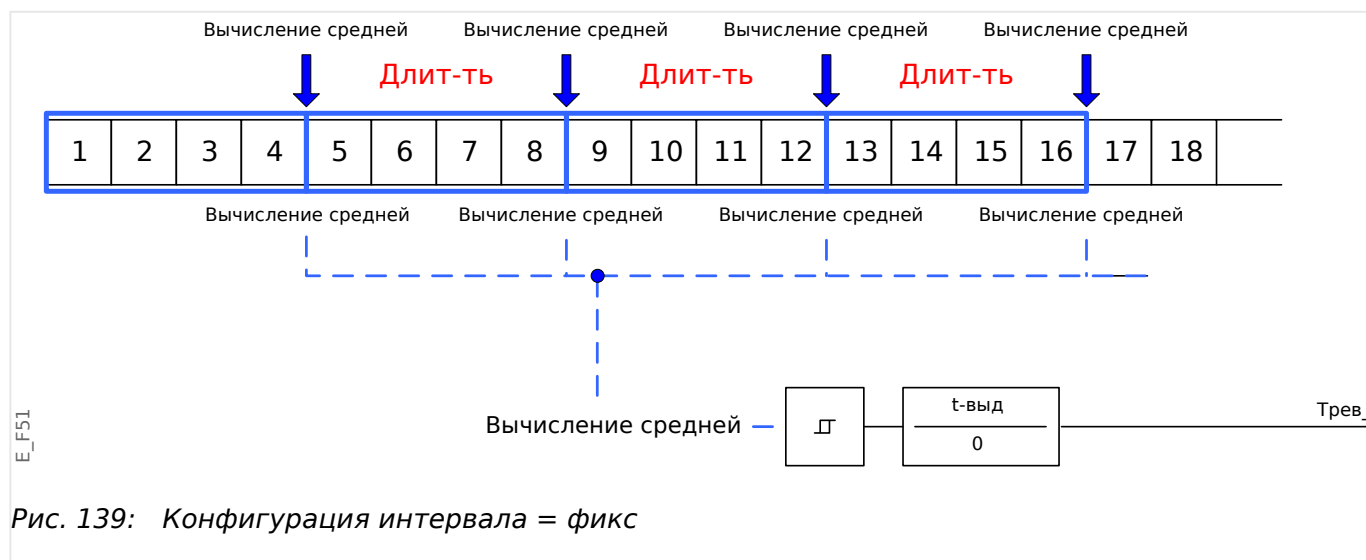 Вычисление средней Вычисление средней Вычисление средней Вычисление средней
Длит-ть Длит-ть Длит-ть
1 2 3 4 5 6 7 8 9 10 11 12 13 14 15 16 17 18
Вычисление средней Вычисление средней Вычисление средней Вычисление средней
t-выд
Трев_
Вычисление средней
0
E_F51
Рис. 139: Конфигурация интервала = фикс